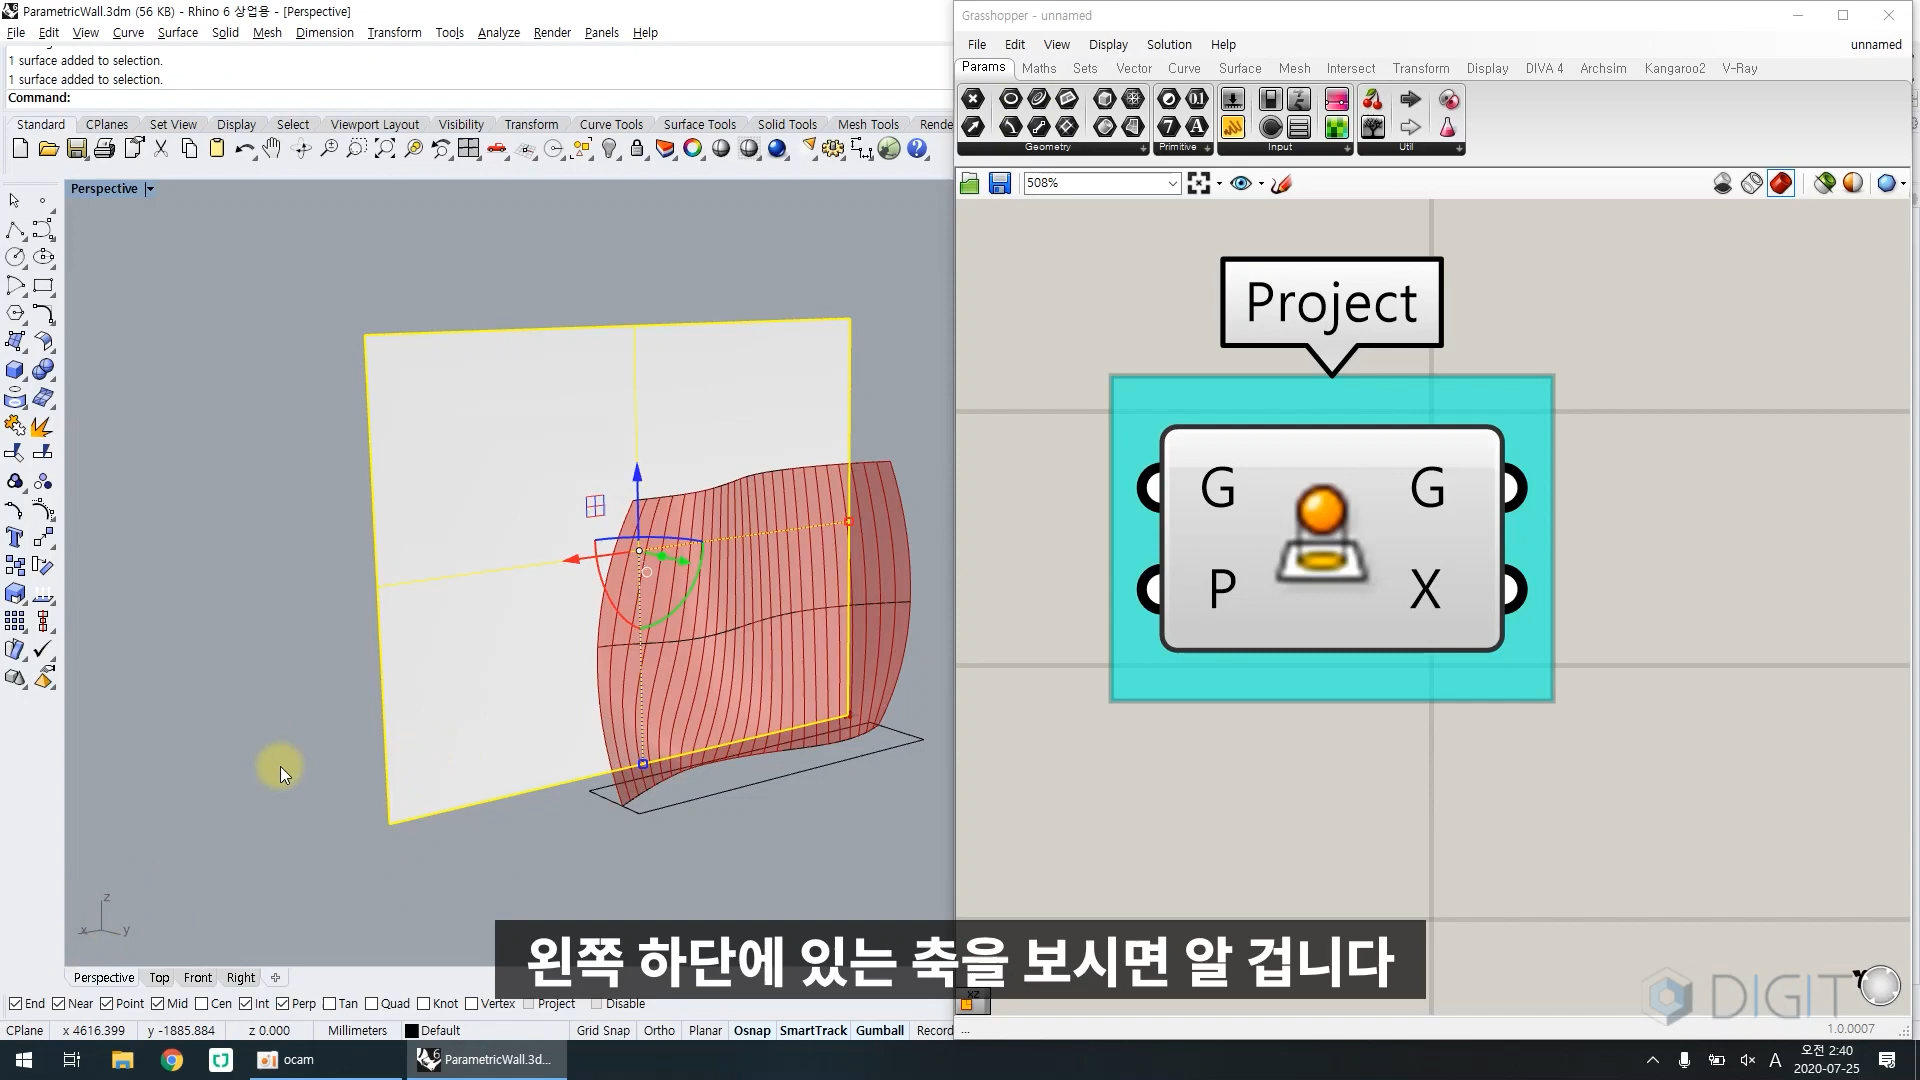 ParametricWall.3dm (56 KB) - Rhino 6 상업용 - [Perspective]
File Edit View Curve Surface Solid Mesh Dimension Transform Tools Analyze Render Panels Help
1 surface added to selection.
1 surface added to selection.
Command:
Standard CPlanes Set View Display Select Viewport Layout Visibility Transform Curve Tools Surface Tools Solid Tools Mesh Tools Rende
Perspective
z
x y
Perspective Top Front Right
End Near Point Mid Cen Int Perp Tan Quad Knot Vertex Project Disable
CPlane x 4616.399 y -1885.884 z 0.000 Millimeters Default Grid Snap Ortho Planar Osnap SmartTrack Gumball Record
Grasshopper - unnamed
File Edit View Display Solution Help unnamed
Params Maths Sets Vector Curve Surface Mesh Intersect Transform Display DIVA 4 Archsim Kangaroo2 V-Ray
Geometry Primitive Input Util
508%
Project
G G
P X
왼쪽 하단에 있는 축을 보시면 알 겁니다
XZ
DIGIT
...
1.0.0007
ocam
ParametricWall.3d...
A
오전 2:40
2020-07-25